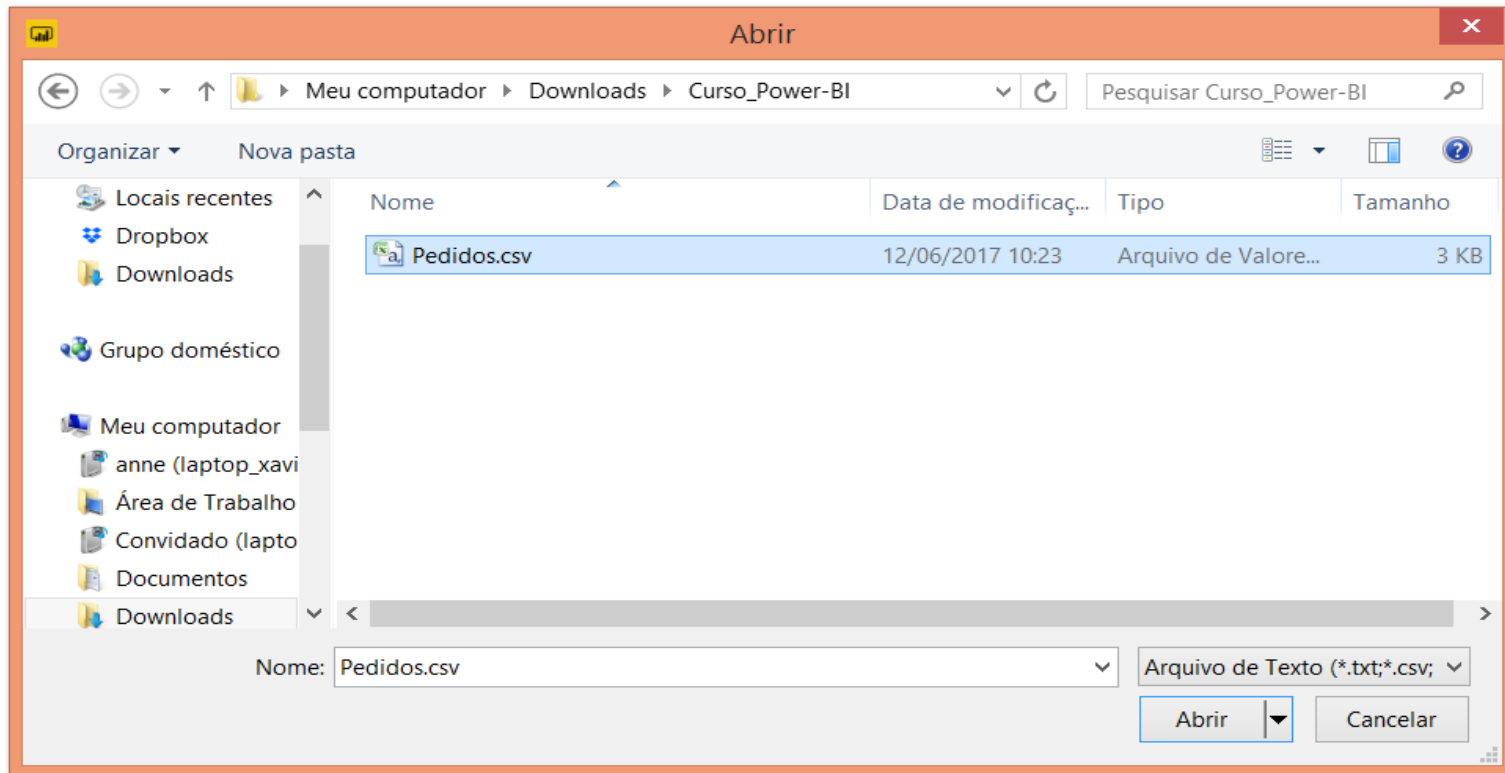 Abrir
Meu computador Downloads Curso_Power-BI
Pesquisar Curso_Power-BI
Organizar Nova pasta
Nome Data de modificaç... Tipo Tamanho
Pedidos.csv 12/06/2017 10:23 Arquivo de Valore... 3 KB
Locais recentes
Dropbox
Downloads
Grupo doméstico
Meu computador
anne (laptop_xavi
Área de Trabalho
Convidado (lapto
Documentos
Downloads
Nome: Pedidos.csv Arquivo de Texto (*.txt;*.csv;
Abrir Cancelar